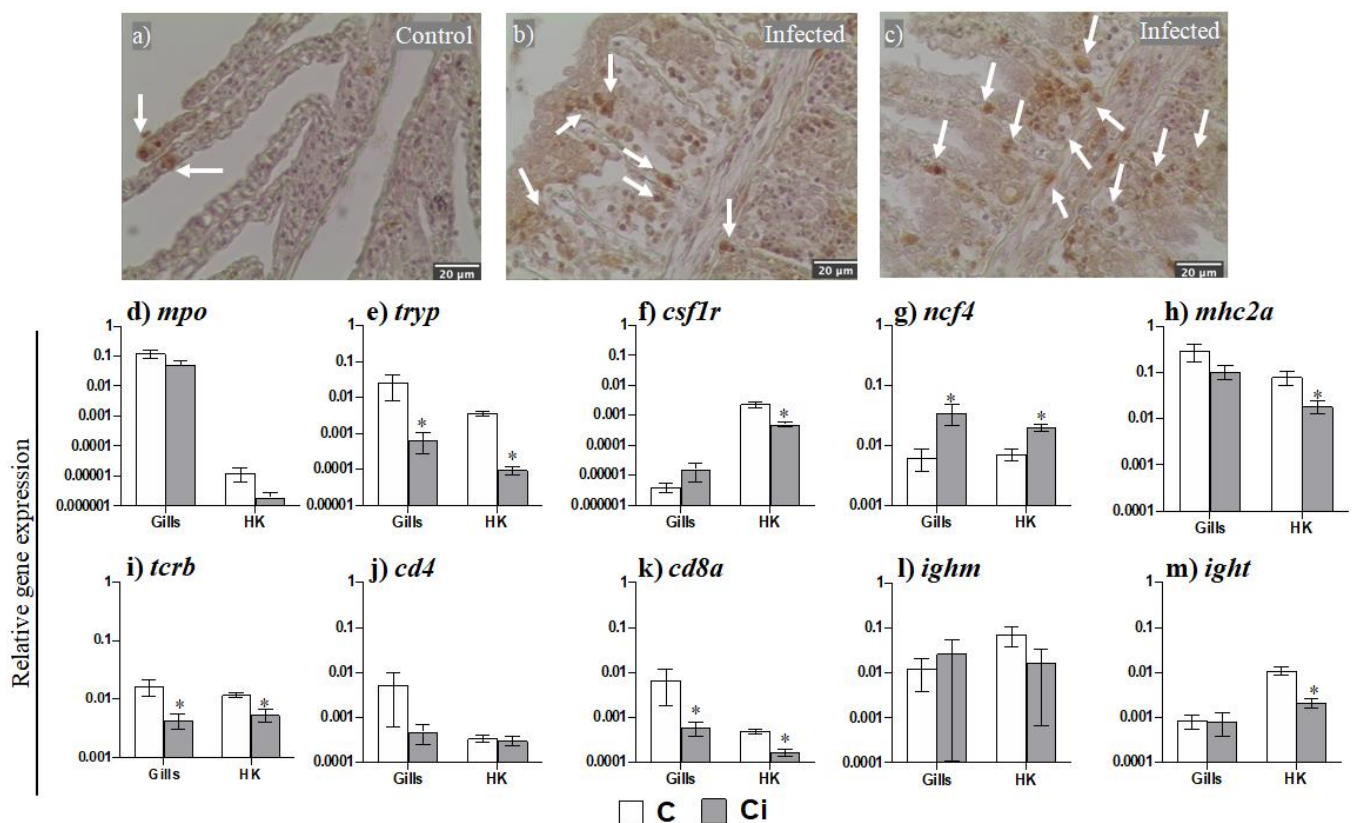 a) Control
b) Infected
c) Infected
20 µm
20 µm
20 µm
d) mpo
e) tryp
f) csf1r
g) ncf4
h) mhc2a
1
0.1
0.01
0.001
0.0001
0.00001
0.000001
Gills HK
1
0.1
0.01
0.001
0.0001
0.00001
* *
Gills HK
1
0.1
0.01
0.001
0.0001
0.00001
0.000001
*
Gills HK
1
0.1
0.01
0.001
* *
Gills HK
1
0.1
0.01
0.001
0.0001
*
Gills HK
Relative gene expression
i) tcrb
j) cd4
k) cd8a
l) ighm
m) ight
1
0.1
0.01
0.001
* *
Gills HK
1
0.1
0.01
0.001
0.0001
Gills HK
1
0.1
0.01
0.001
0.0001
* *
Gills HK
1
0.1
0.01
0.001
0.0001
Gills HK
1
0.1
0.01
0.001
0.0001
*
Gills HK
C Ci